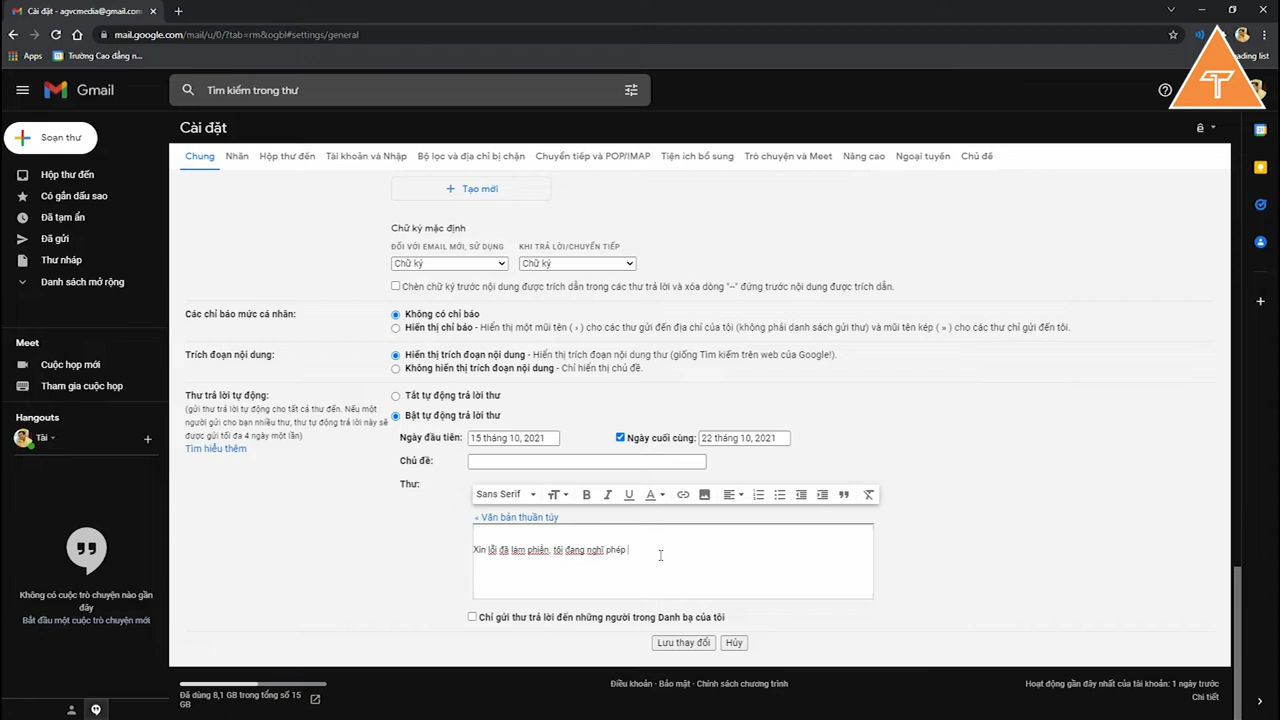 Cài đặt - agvcmedia@gmail.com
mail.google.com/mail/u/0/?tab=rm&ogbl#settings/general
Apps Trường Cao đẳng n...
ading list
Gmail
Tìm kiếm trong thư
T
Soạn thư
Cài đặt
Chung Nhãn Hộp thư đến Tài khoản và Nhập Bộ lọc và địa chỉ bị chặn Chuyển tiếp và POP/IMAP Tiện ích bổ sung Trò chuyện và Meet Nâng cao Ngoại tuyến Chủ đề
Hộp thư đến
Có gắn dấu sao
Đã tạm ẩn
Đã gửi
Thư nháp
Danh sách mở rộng
Meet
Cuộc họp mới
Tham gia cuộc họp
Hangouts
Tài
Không có cuộc trò chuyện nào gần
đây
Bắt đầu một cuộc trò chuyện mới
+ Tạo mới
Chữ ký mặc định
ĐỐI VỚI EMAIL MỚI, SỬ DỤNG KHI TRẢ LỜI/CHUYỂN TIẾP
Chữ ký Chữ ký
Chèn chữ ký trước nội dung được trích dẫn trong các thư trả lời và xóa dòng "--" đứng trước nội dung được trích dẫn.
Các chỉ báo mức cá nhân: Không có chỉ báo
Hiển thị chỉ báo - Hiển thị một mũi tên ( › ) cho các thư gửi đến địa chỉ của tôi (không phải danh sách gửi thư) và mũi tên kép ( » ) cho các thư chỉ gửi đến tôi.
Trích đoạn nội dung: Hiển thị trích đoạn nội dung - Hiển thị trích đoạn nội dung thư (giống Tìm kiếm trên web của Google!).
Không hiển thị trích đoạn nội dung - Chỉ hiển thị chủ đề.
Thư trả lời tự động: Tắt tự động trả lời thư
(gửi thư trả lời tự động cho tất cả thư đến. Nếu một
người gửi cho bạn nhiều thư, thư tự động trả lời này sẽ
được gửi tối đa 4 ngày một lần)
Tìm hiểu thêm
Bật tự động trả lời thư
Ngày đầu tiên: 15 tháng 10, 2021 Ngày cuối cùng: 22 tháng 10, 2021
Chủ đề:
Thư:
Sans Serif B I U A
« Văn bản thuần túy
Xin lỗi đã làm phiền, tôi đang nghĩ phép
Chỉ gửi thư trả lời đến những người trong Danh bạ của tôi
Lưu thay đổi Hủy
Đã dùng 8,1 GB trong tổng số 15
GB
Điều khoản · Bảo mật · Chính sách chương trình
Hoạt động gần đây nhất của tài khoản: 1 ngày trước
Chi tiết